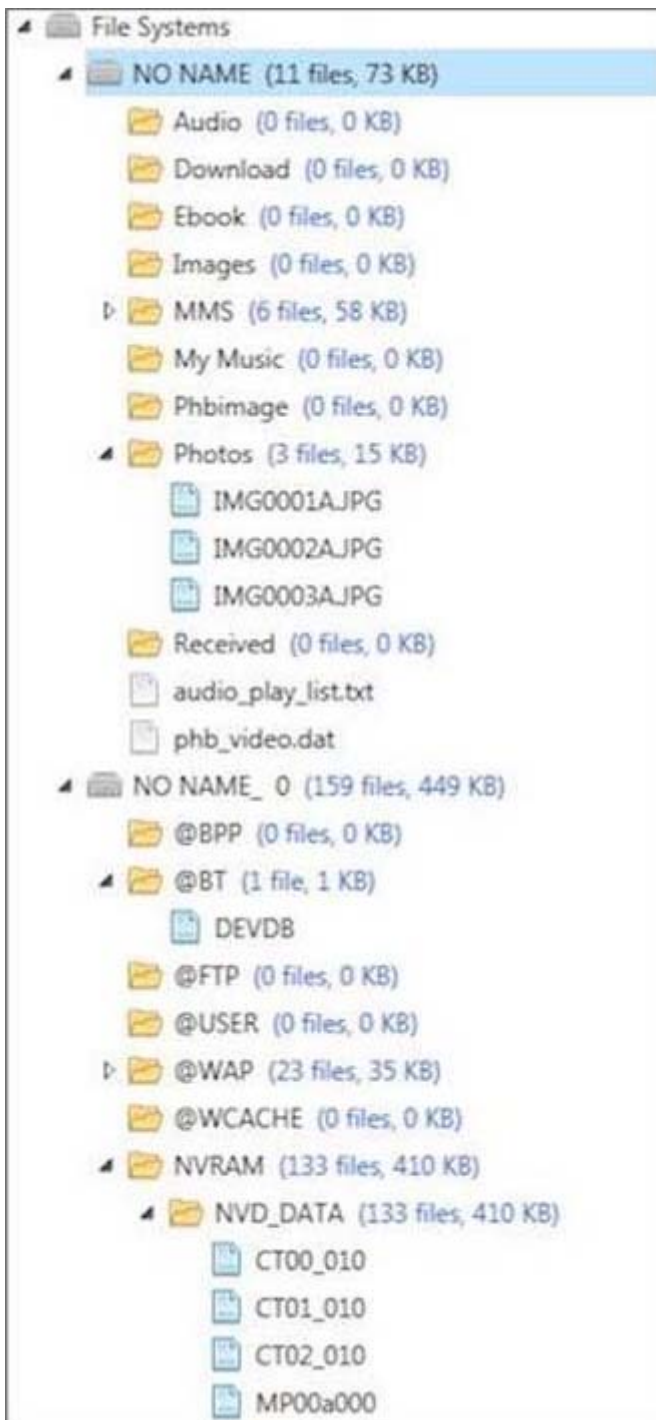 File Systems
NO NAME (11 files, 73 KB)
Audio (0 files, 0 KB)
Download (0 files, 0 KB)
Ebook (0 files, 0 KB)
Images (0 files, 0 KB)
MMS (6 files, 58 KB)
My Music (0 files, 0 KB)
Phbimage (0 files, 0 KB)
Photos (3 files, 15 KB)
IMG0001A.JPG
IMG0002A.JPG
IMG0003A.JPG
Received (0 files, 0 KB)
audio_play_list.txt
phb_video.dat
NO NAME_ 0 (159 files, 449 KB)
@BPP (0 files, 0 KB)
@BT (1 file, 1 KB)
DEVDB
@FTP (0 files, 0 KB)
@USER (0 files, 0 KB)
@WAP (23 files, 35 KB)
@WCACHE (0 files, 0 KB)
NVRAM (133 files, 410 KB)
NVD_DATA (133 files, 410 KB)
CT00_010
CT01_010
CT02_010
MP00a000